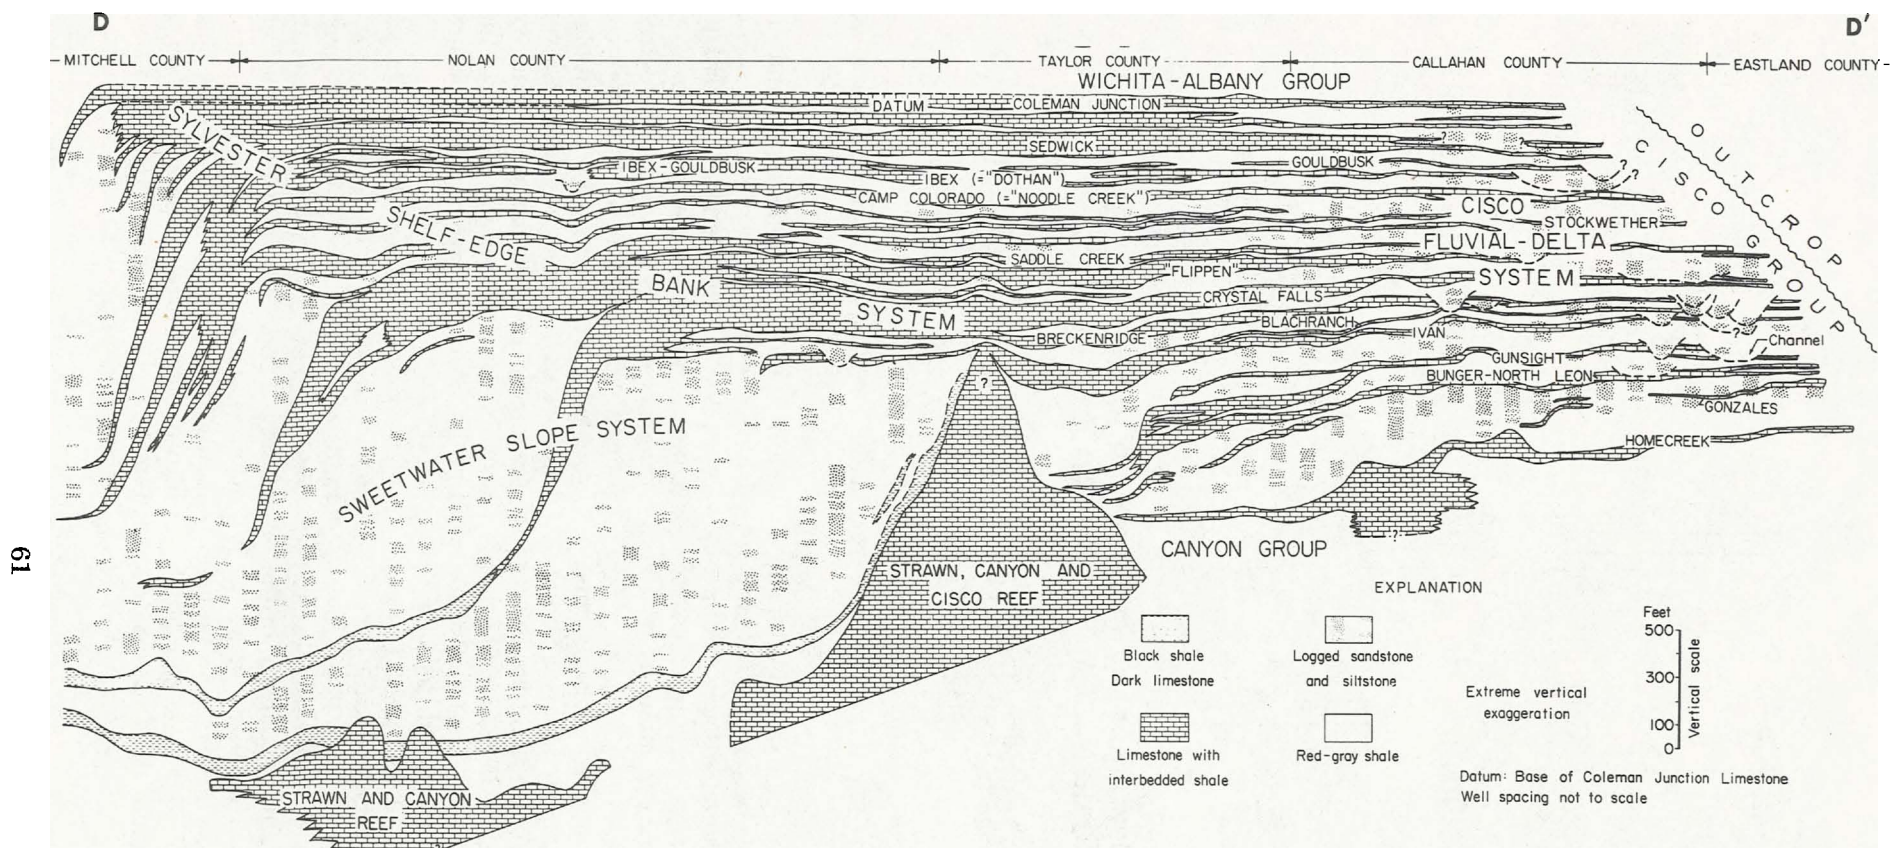 D D'
MITCHELL COUNTY NOLAN COUNTY TAYLOR COUNTY CALLAHAN COUNTY EASTLAND COUNTY
WICHITA-ALBANY GROUP
DATUM COLEMAN JUNCTION
SYLVESTER
SHELF-EDGE
BANK
SYSTEM
SEDWICK
IBEX-GOULDBUSK
GOULDBUSK
IBEX (="DOTHAN")
CAMP COLORADO (="NOODLE CREEK")
CISCO
FLUVIAL-DELTA
SYSTEM
STOCKWETHER
OUTCROP
CISCO GROUP
SADDLE CREEK
"FLIPPEN"
CRYSTAL FALLS
BLACHRANCH
IVAN
BRECKENRIDGE
Channel
GUNSIGHT
BUNGER-NORTH LEON
GONZALES
HOMECREEK
?
?
?
?
?
?
?
SWEETWATER SLOPE SYSTEM
CANYON GROUP
STRAWN, CANYON AND
CISCO REEF
STRAWN AND CANYON
REEF
61
EXPLANATION
Black shale
Dark limestone
Logged sandstone
and siltstone
Limestone with
interbedded shale
Red-gray shale
Extreme vertical
exaggeration
Feet
500
300
100
0
Vertical scale
Datum: Base of Coleman Junction Limestone
Well spacing not to scale